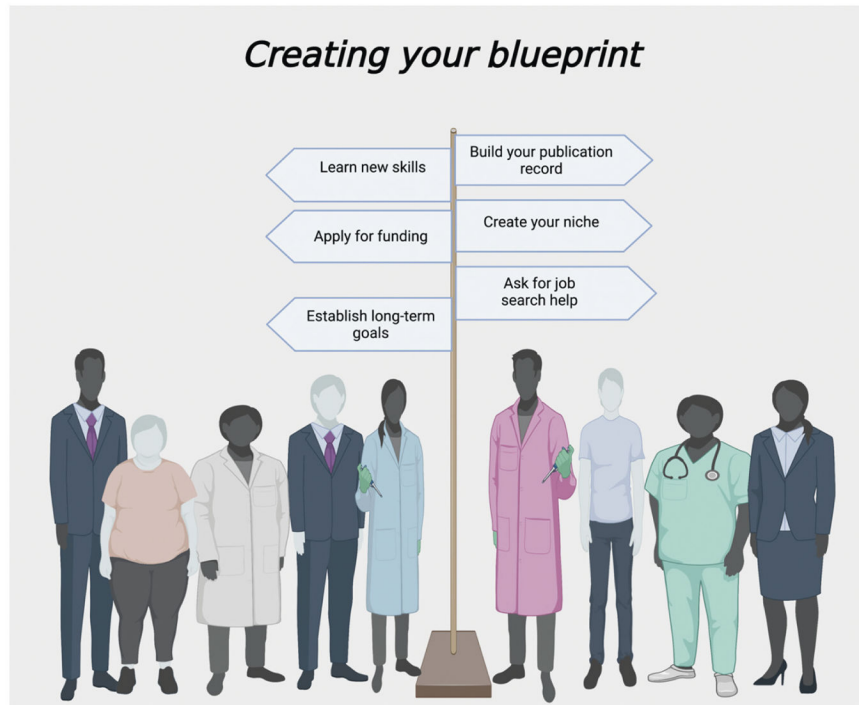 Creating your blueprint
Learn new skills
Build your publication
record
Apply for funding
Create your niche
Establish long-term
goals
Ask for job
search help